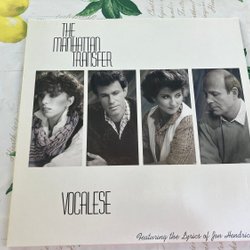 THE
MANHATTAN
TRANSFER
VOCALESE
Featuring the Lyrics of Jon Hendricks